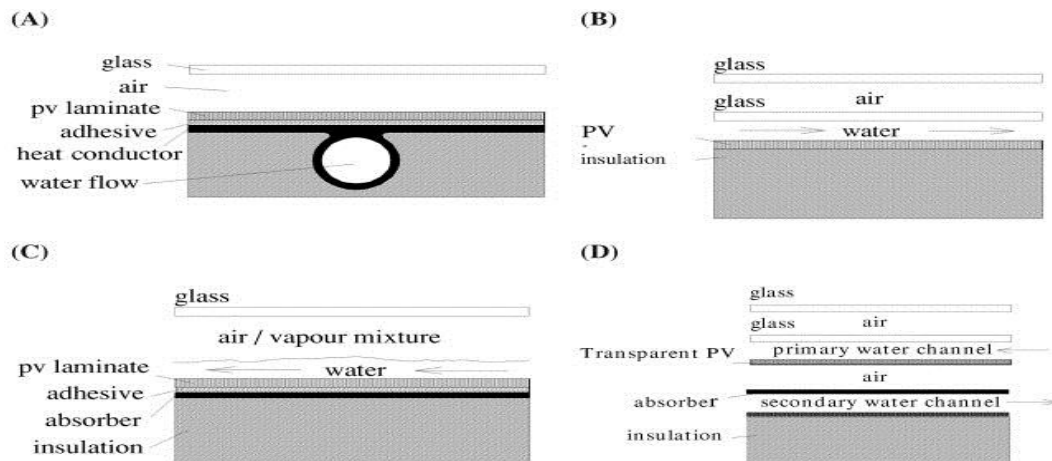 (A)
glass
air
pv laminate
adhesive
heat conductor
water flow
(B)
glass
air
glass
water
PV
-
insulation
(C)
glass
air / vapour mixture
pv laminate
water
adhesive
absorber
insulation
(D)
glass
air
glass
primary water channel
Transparent PV
air
absorber
secondary water channel
insulation